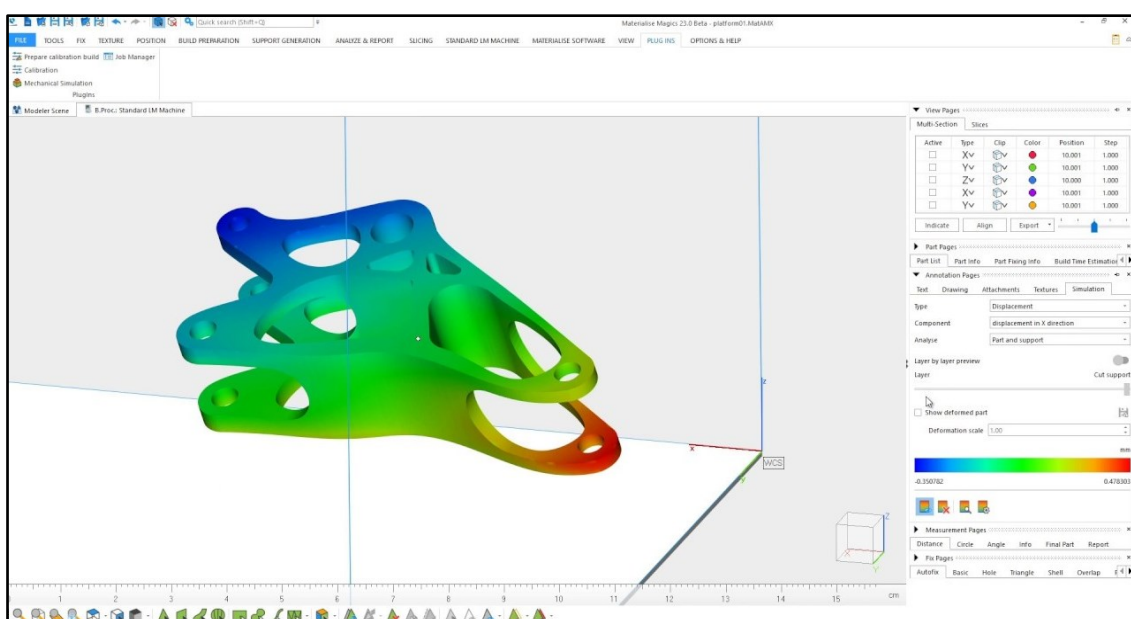 Quick search (Shift+Q)
Materialise Magics 23.0 Beta - platform01.MatAMX
FILE TOOLS FIX TEXTURE POSITION BUILD PREPARATION SUPPORT GENERATION ANALYZE & REPORT SLICING STANDARD LM MACHINE MATERIALISE SOFTWARE VIEW PLUG INS OPTIONS & HELP
Prepare calibration build Job Manager
Calibration
Mechanical Simulation
Plugins
Modeler Scene B.Proc.: Standard LM Machine
View Pages
Multi-Section Slices
Active Type Clip Color Position Step
X 10.001 1.000
Y 10.001 1.000
Z 10.000 1.000
X 10.001 1.000
Y 10.001 1.000
Indicate Align Export
Part Pages
Part List Part Info Part Fixing Info Build Time Estimation
Annotation Pages
Text Drawing Attachments Textures Simulation
Type Displacement
Component displacement in X direction
Analyse Part and support
Layer by layer preview
Layer Cut support
Show deformed part
Deformation scale 1.00
mm
-0.350782 0.478303
Measurement Pages
Distance Circle Angle Info Final Part Report
Fix Pages
Autofix Basic Hole Triangle Shell Overlap
z
x
WCS
y
Z
X
Y
1 2 3 4 5 6 7 8 9 10 11 12 13 14 15 cm